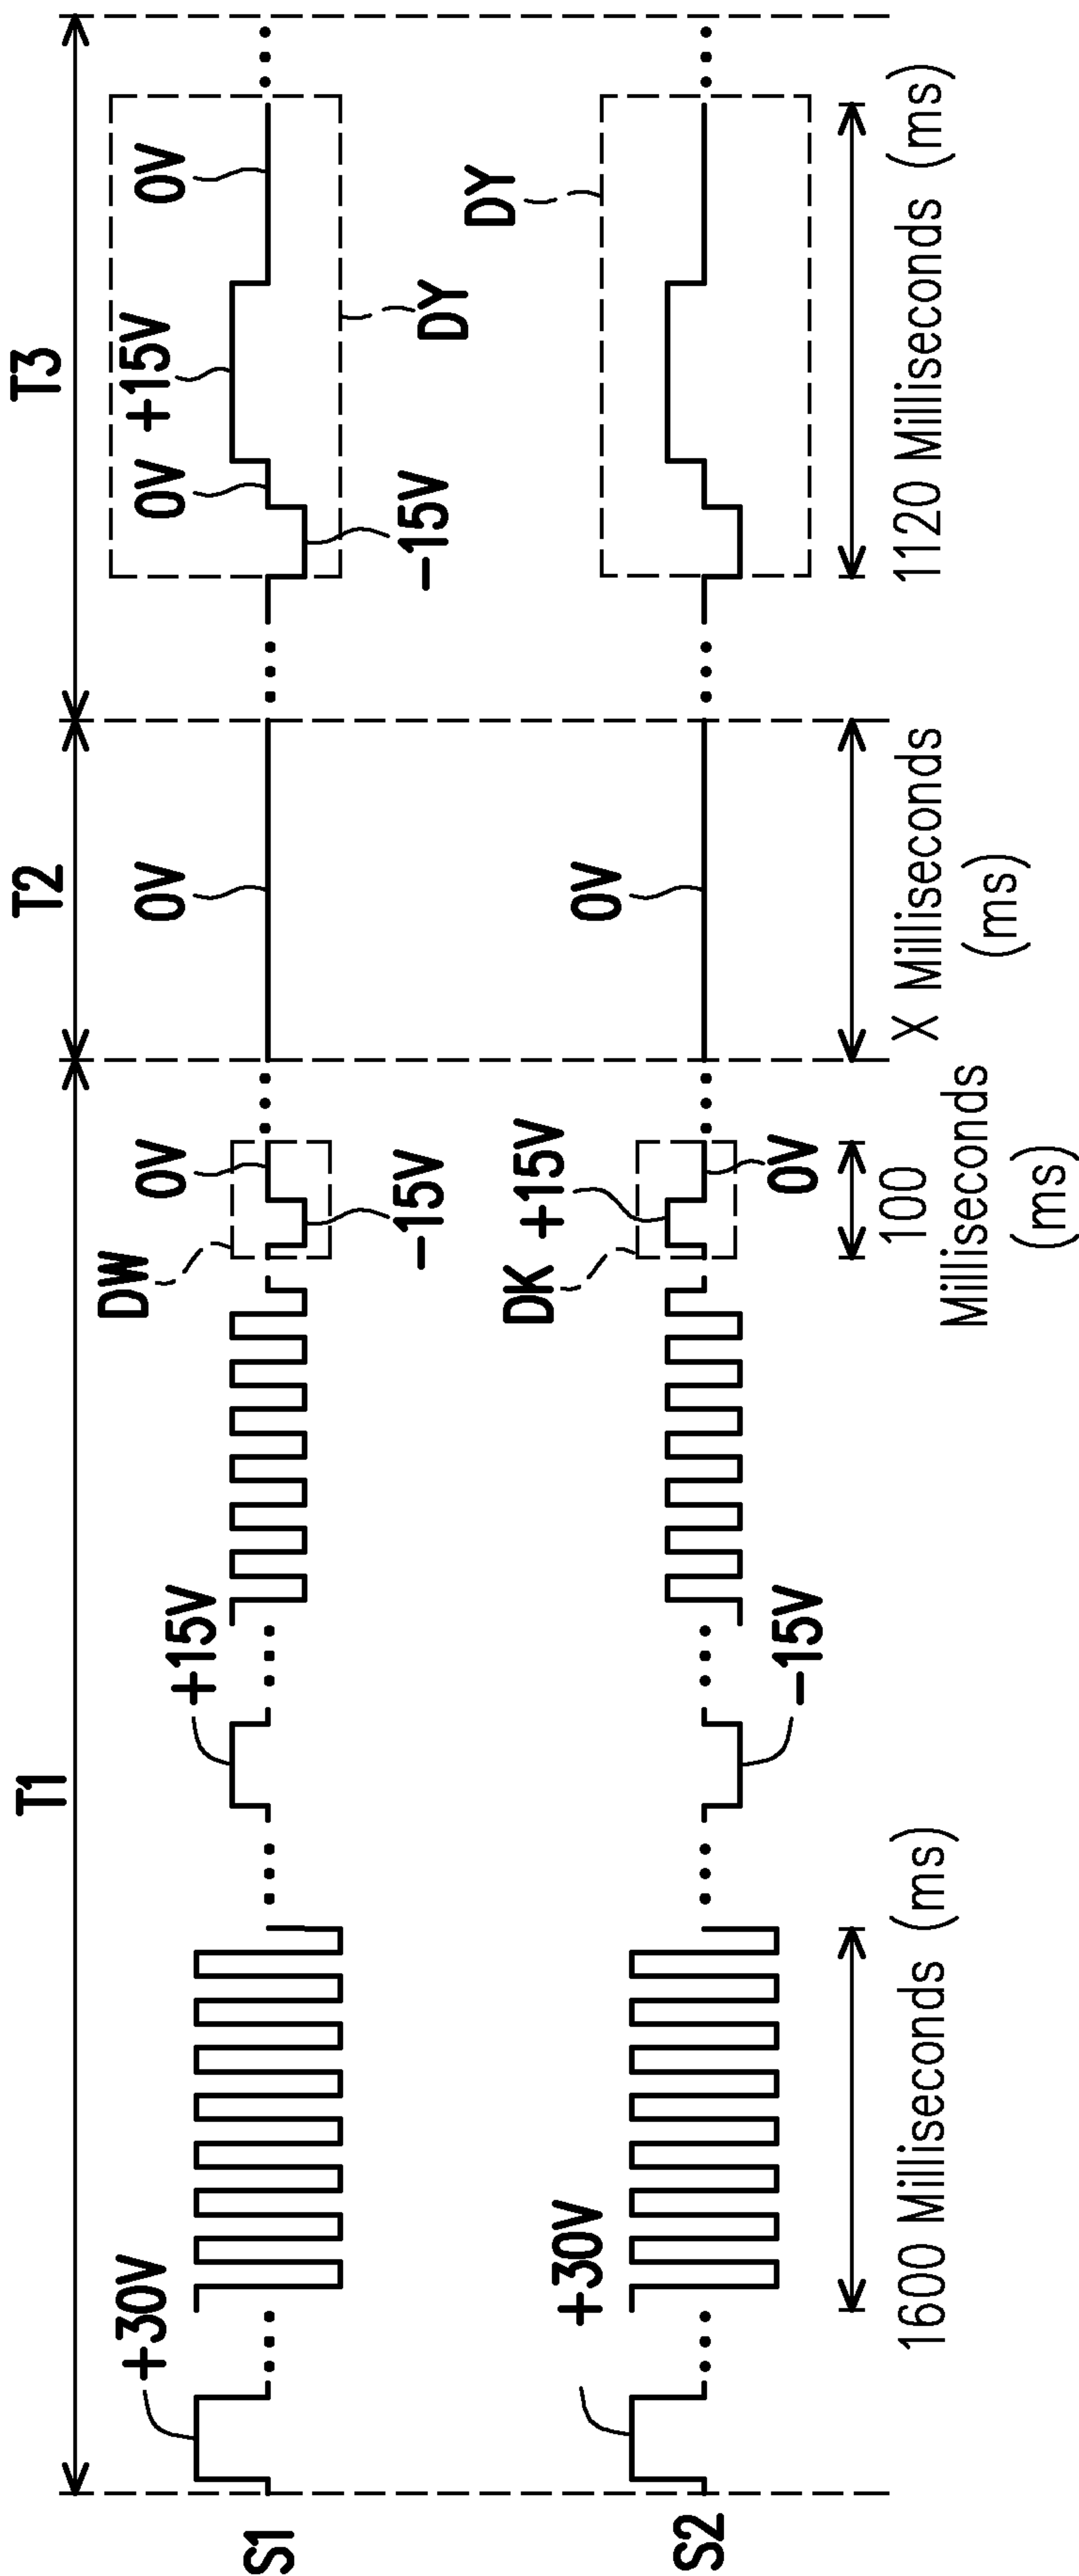 T1
T2
T3
S1
+30V
+15V
DW
0V
-15V
0V
0V
+15V
0V
-15V
DY
S2
+30V
-15V
DK
+15V
0V
0V
DY
1600 Milliseconds (ms)
100
Milliseconds
(ms)
X Milliseconds
(ms)
1120 Milliseconds (ms)